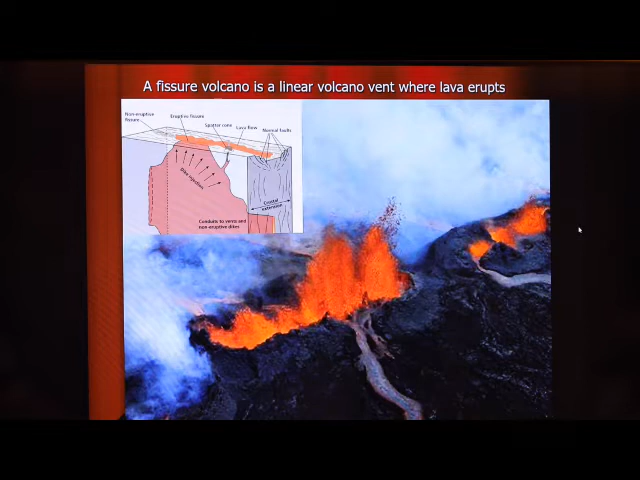 A fissure volcano is a linear volcano vent where lava erupts
Non-eruptive
fissure
Eruptive fissure
Spatter cone
Lava flow
Normal faults
Dike injection
Crustal
extension
Conduits to vents and
non-eruptive dikes